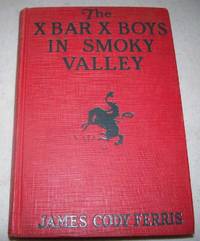 The
X BAR X BOYS
IN SMOKY
VALLEY
JAMES CODY FERRIS